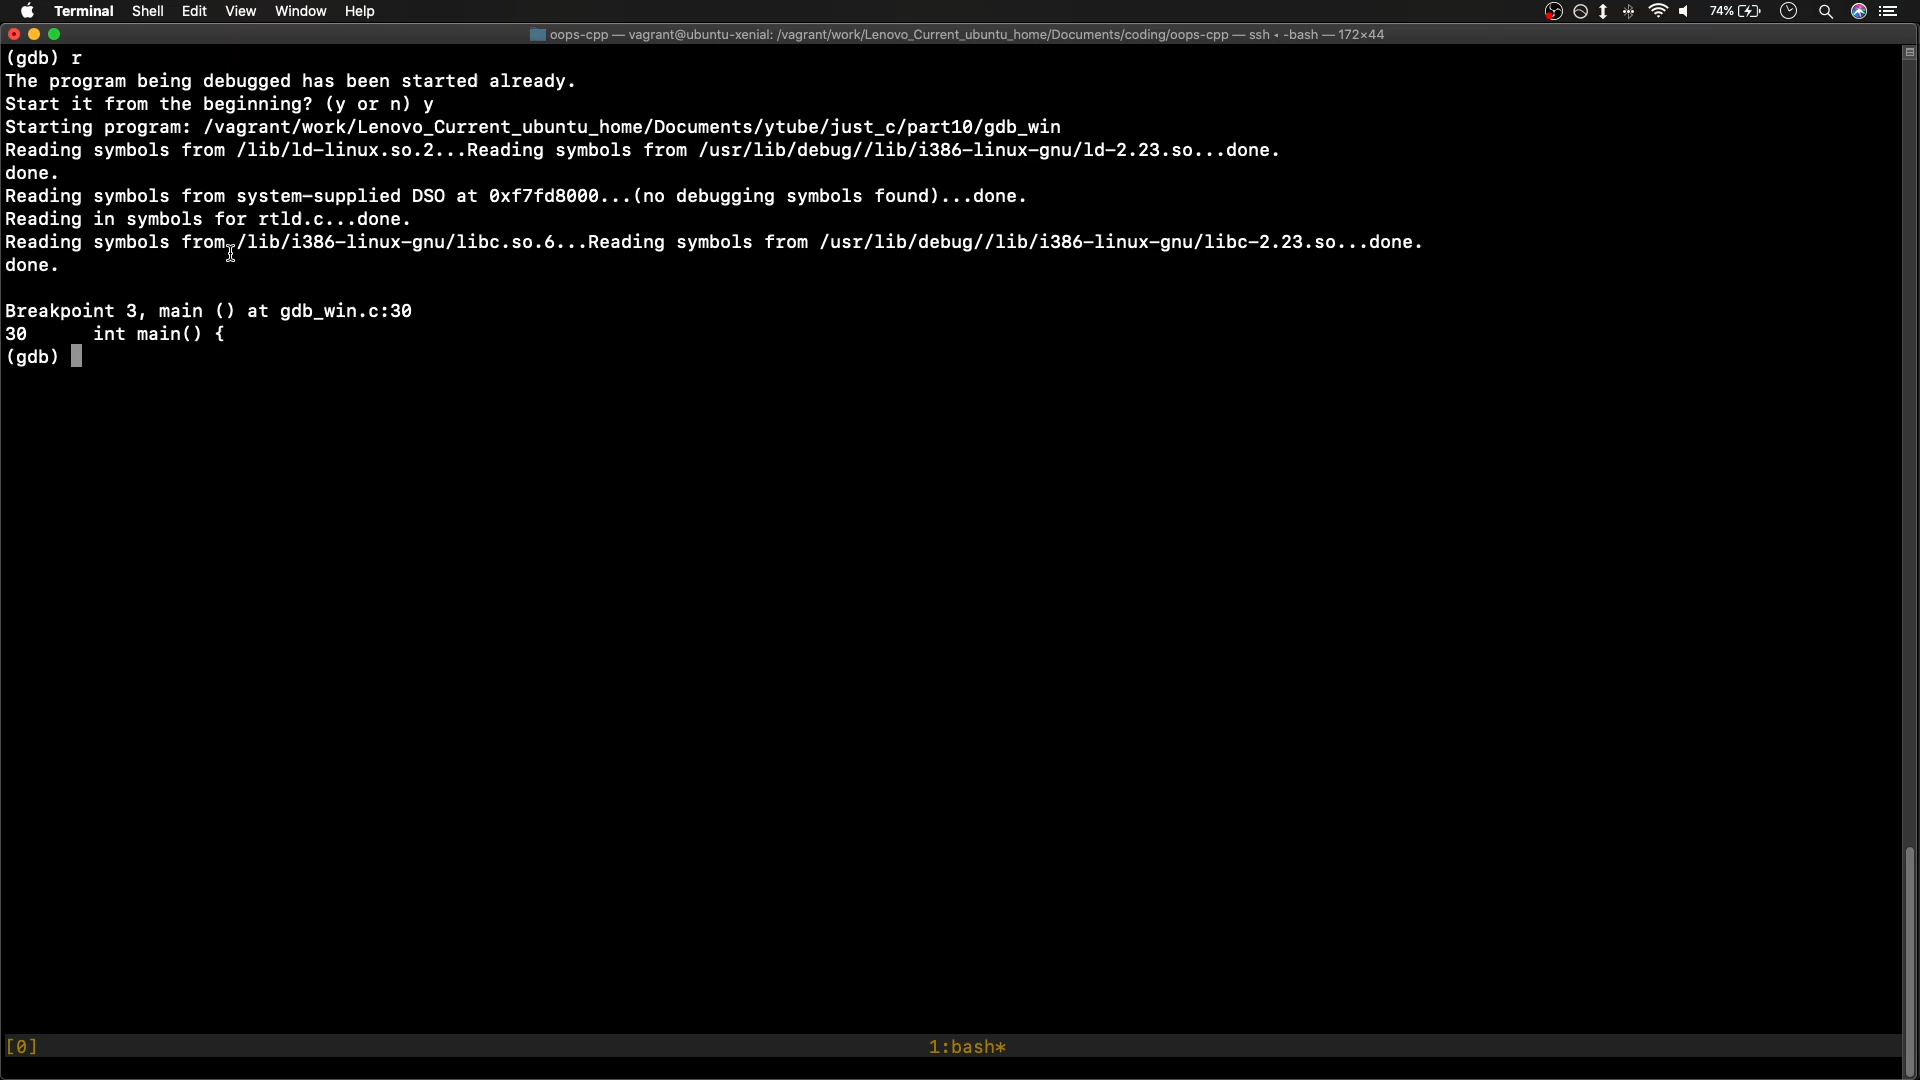 Terminal Shell Edit View Window Help 74%
oops-cpp — vagrant@ubuntu-xenial: /vagrant/work/Lenovo_Current_ubuntu_home/Documents/coding/oops-cpp — ssh ◂ -bash — 172×44
(gdb) r
The program being debugged has been started already.
Start it from the beginning? (y or n) y
Starting program: /vagrant/work/Lenovo_Current_ubuntu_home/Documents/ytube/just_c/part10/gdb_win
Reading symbols from /lib/ld-linux.so.2...Reading symbols from /usr/lib/debug//lib/i386-linux-gnu/ld-2.23.so...done.
done.
Reading symbols from system-supplied DSO at 0xf7fd8000...(no debugging symbols found)...done.
Reading in symbols for rtld.c...done.
Reading symbols from /lib/i386-linux-gnu/libc.so.6...Reading symbols from /usr/lib/debug//lib/i386-linux-gnu/libc-2.23.so...done.
done.
Breakpoint 3, main () at gdb_win.c:30
30      int main() {
(gdb)
[0] 1:bash*